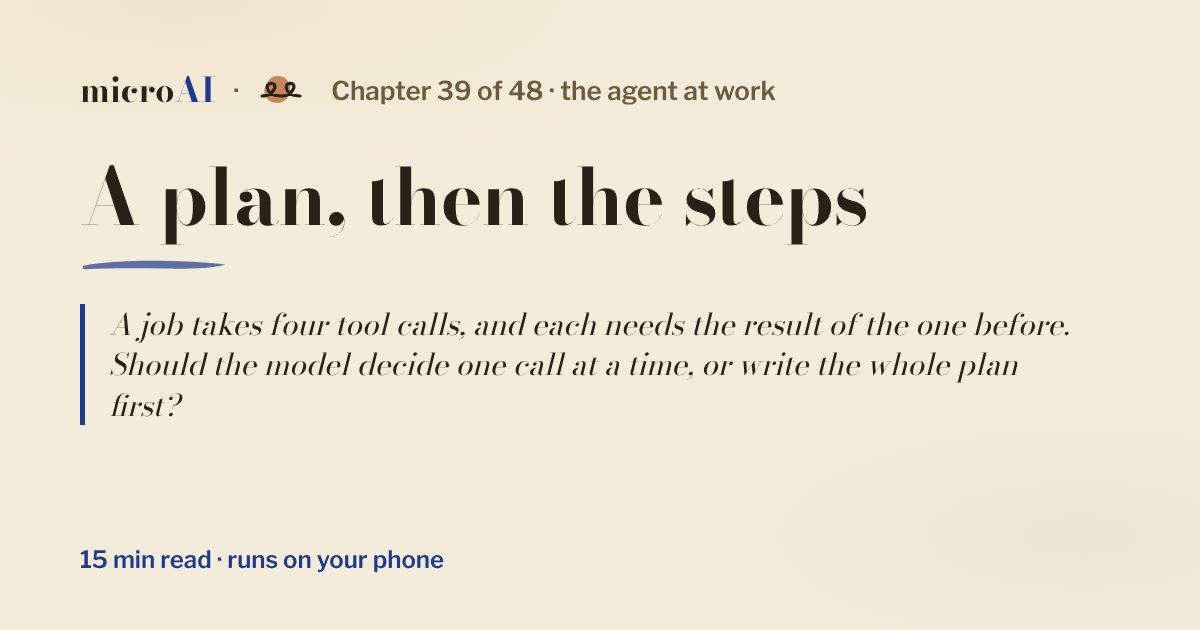 microAI · Chapter 39 of 48 · the agent at work
A plan, then the steps
A job takes four tool calls, and each needs the result of the one before.
Should the model decide one call at a time, or write the whole plan
first?
15 min read · runs on your phone